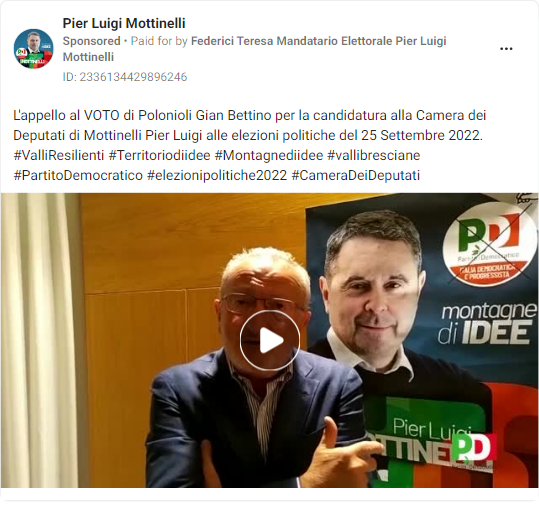 Pier Luigi Mottinelli
Sponsored • Paid for by Federici Teresa Mandatario Elettorale Pier Luigi
Mottinelli
ID: 2336134429896246
L'appello al VOTO di Polonioli Gian Bettino per la candidatura alla Camera dei
Deputati di Mottinelli Pier Luigi alle elezioni politiche del 25 Settembre 2022.
#ValliResilienti #Territoriodiidee #Montagnediidee #vallibresciane
#PartitoDemocratico #elezionipolitiche2022 #CameraDeiDeputati
PD
Partito Democratico
ITALIA DEMOCRATICA
E PROGRESSISTA
montagne
di IDEE
Pier Luigi
TTINE
PD